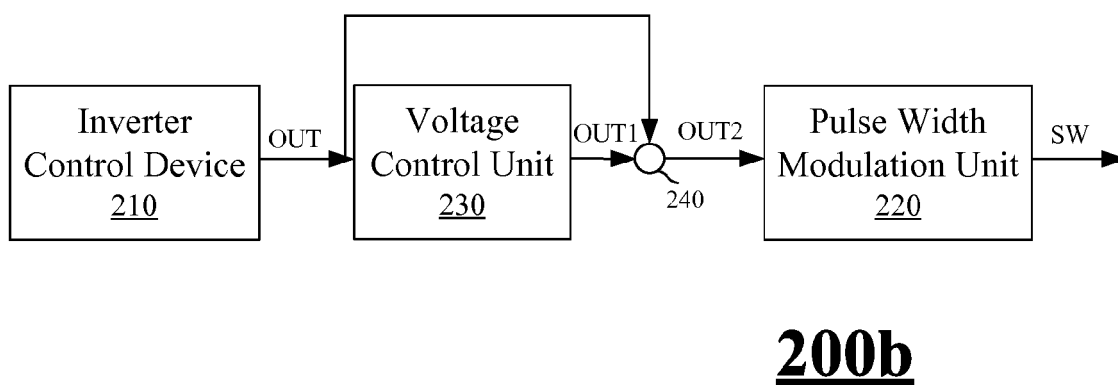 Inverter
Control Device
210
OUT
Voltage
Control Unit
230
OUT1
240
OUT2
Pulse Width
Modulation Unit
220
SW
200b